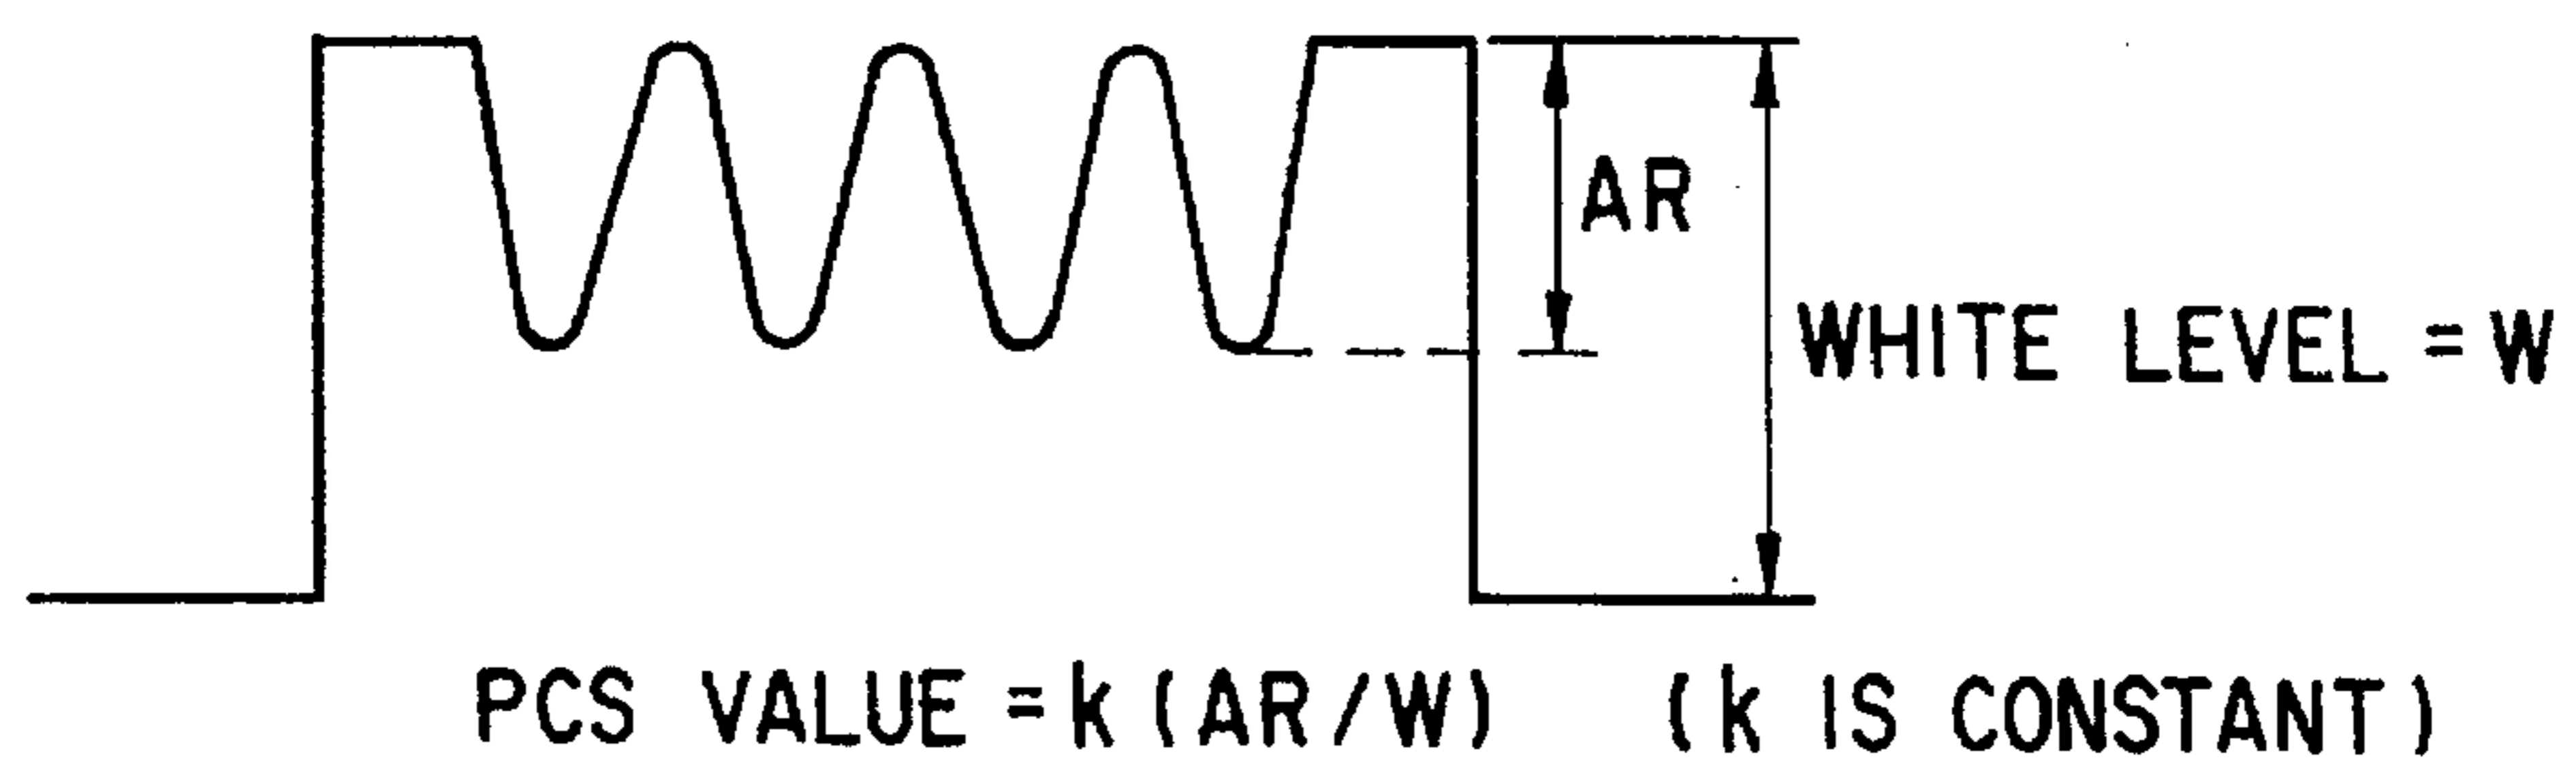 AR
WHITE LEVEL = W
PCS VALUE = k (AR/W) (k IS CONSTANT)